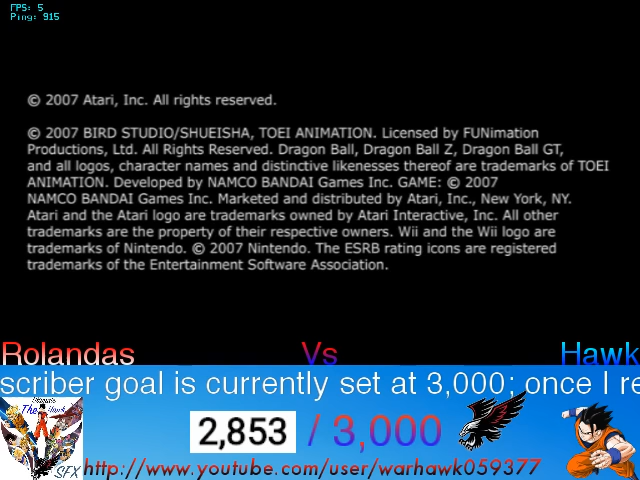 FPS: 5
Ping: 915
© 2007 Atari, Inc. All rights reserved.
© 2007 BIRD STUDIO/SHUEISHA, TOEI ANIMATION. Licensed by FUNimation
Productions, Ltd. All Rights Reserved. Dragon Ball, Dragon Ball Z, Dragon Ball GT,
and all logos, character names and distinctive likenesses thereof are trademarks of TOEI
ANIMATION. Developed by NAMCO BANDAI Games Inc. GAME: © 2007
NAMCO BANDAI Games Inc. Marketed and distributed by Atari, Inc., New York, NY.
Atari and the Atari logo are trademarks owned by Atari Interactive, Inc. All other
trademarks are the property of their respective owners. Wii and the Wii logo are
trademarks of Nintendo. © 2007 Nintendo. The ESRB rating icons are registered
trademarks of the Entertainment Software Association.
Rolandas Vs Hawk
scriber goal is currently set at 3,000; once I re
2,853 / 3,000
The Hawk
SFX
http://www.youtube.com/user/warhawk059377